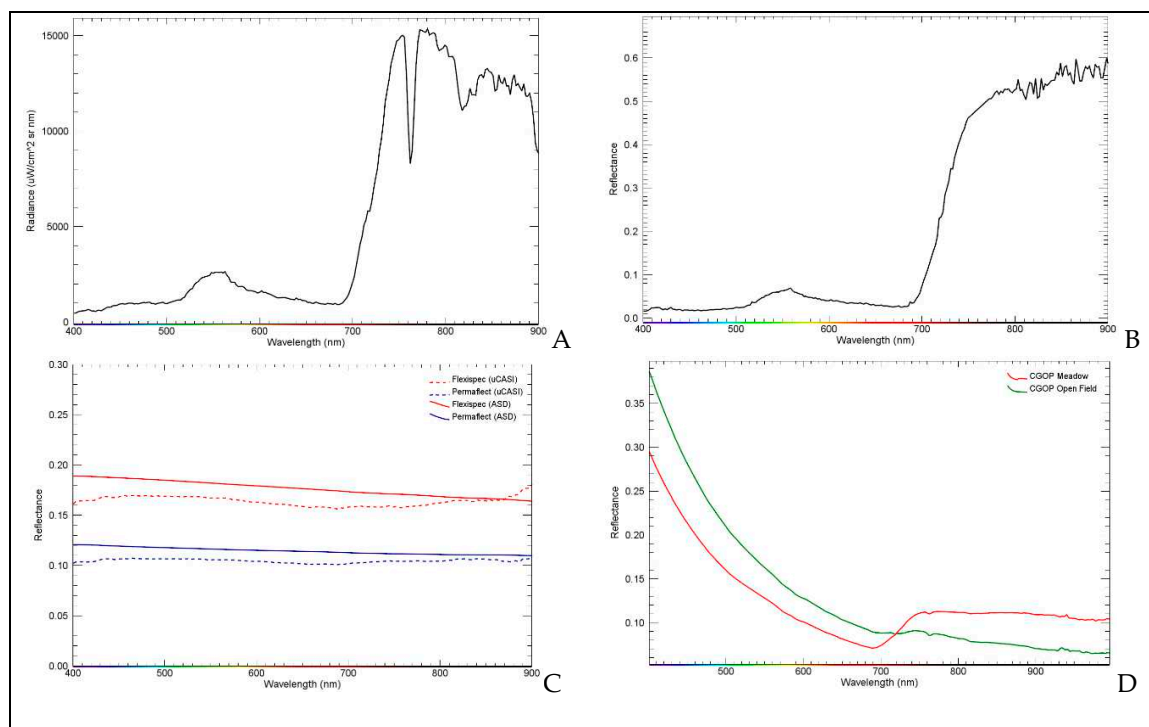 15000
10000
5000
0
Radiance (uW/cm^2 sr nm)
400 500 600 700 800 900
Wavelength (nm)
A
0.6
0.5
0.4
0.3
0.2
0.1
0.0
Reflectance
400 500 600 700 800 900
Wavelength (nm)
B
0.30
0.25
0.20
0.15
0.10
0.05
0.00
Reflectance
Flexispec (uCASI)
Permaflect (uCASI)
Flexispec (ASD)
Permaflect (ASD)
400 500 600 700 800 900
Wavelength (nm)
C
0.35
0.30
0.25
0.20
0.15
0.10
Reflectance
CGOP Meadow
CGOP Open Field
500 600 700 800 900
Wavelength (nm)
D